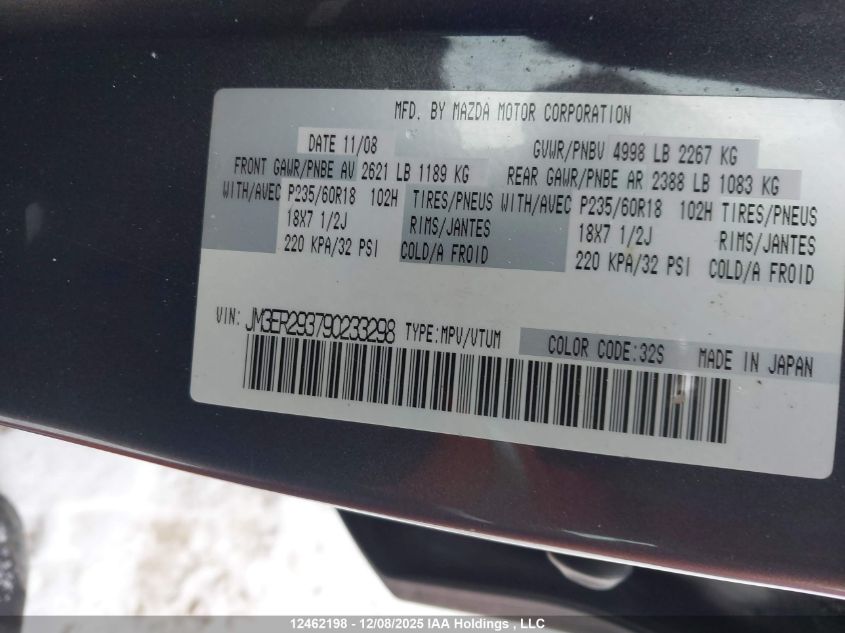 MFD. BY MAZDA MOTOR CORPORATION
DATE 11/08 GVWR/PNBV 4998 LB 2267 KG
FRONT GAWR/PNBE AV 2621 LB 1189 KG REAR GAWR/PNBE AR 2388 LB 1083 KG
WITH/AVEC P235/60R18 102H TIRES/PNEUS WITH/AVEC P235/60R18 102H TIRES/PNEUS
18X7 1/2J RIMS/JANTES 18X7 1/2J RIMS/JANTES
220 KPA/32 PSI COLD/A FROID 220 KPA/32 PSI COLD/A FROID
VIN: JM3ER293790233298 TYPE:MPV/VTUM COLOR CODE:32S MADE IN JAPAN
12462198 - 12/08/2025 IAA Holdings , LLC